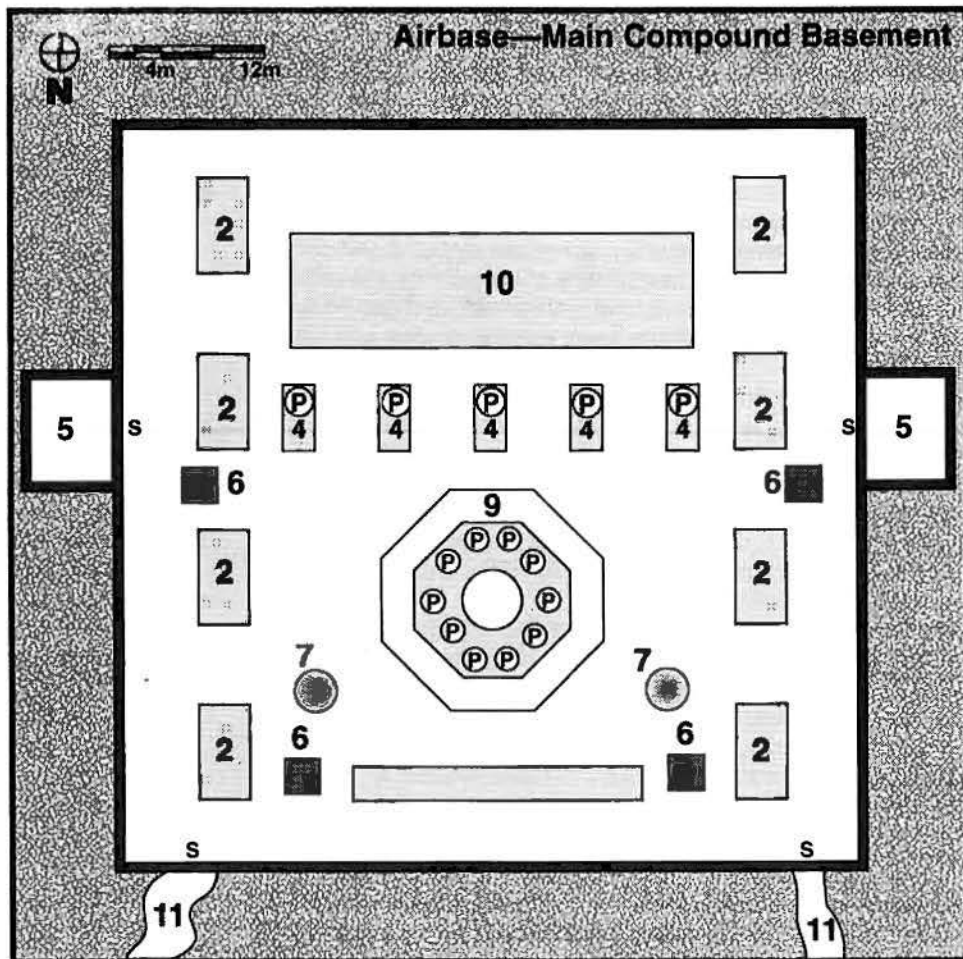 Airbase—Main Compound Basement
4m 12m
N
2 2
10
P P P P P
2 4 4 4 4 4 2
5 S S 5
6 6
9
P P
P P
2 2
P P
P P
P P
7 7
6 6
2 2
S S
11 11